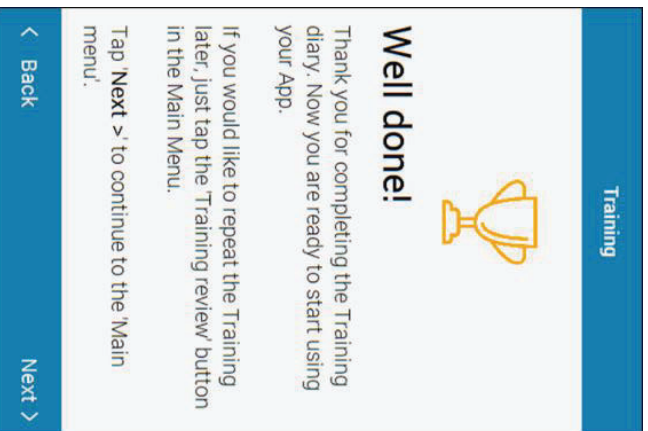 Training
Well done!
Thank you for completing the Training
diary. Now you are ready to start using
your App.
If you would like to repeat the Training
later, just tap the 'Training review' button
in the Main Menu.
Tap 'Next >' to continue to the 'Main
menu'.
< Back
Next >